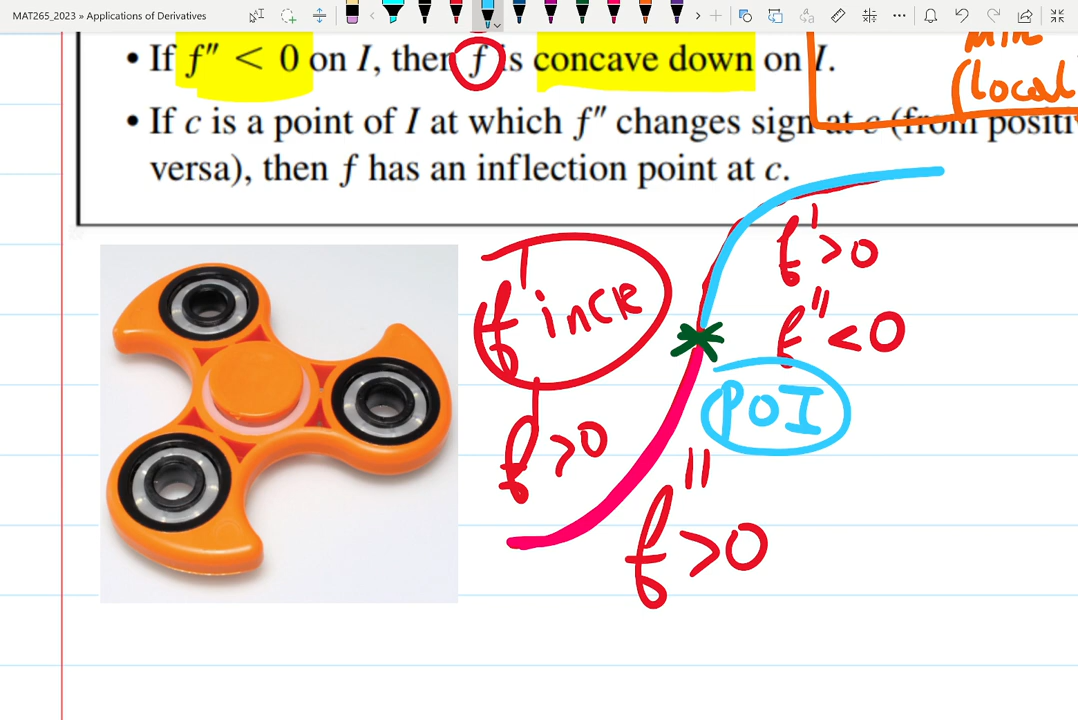 MAT265_2023 » Applications of Derivatives
• If f″ < 0 on I, then f is concave down on I.
min
(local
• If c is a point of I at which f″ changes sign at c (from positi
versa), then f has an inflection point at c.
f' incr
f' > 0
f'' < 0
POI
f' > 0
f'' > 0